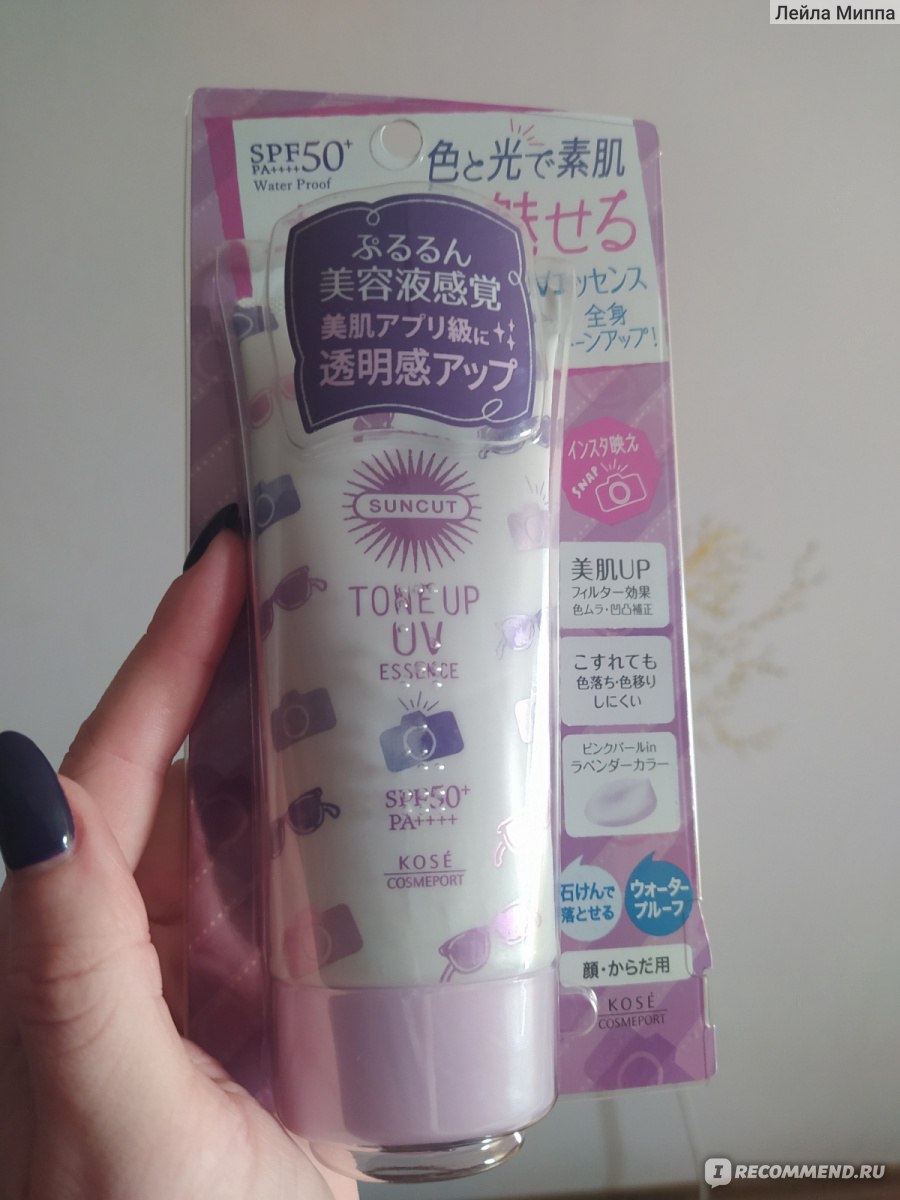 Лейла Миппа
SPF50+
PA++++
Water Proof
色と光で素肌
魅せる
エッセンス
全身
ーンアップ!
ぷるるん
美容液感覚
美肌アプリ級に
透明感アップ
インスタ映え
SNAP
SUNCUT
TONE UP
UV
ESSENCE
SPF50+
PA++++
KOSÉ
COSMEPORT
美肌UP
フィルター効果
色ムラ・凹凸補正
こすれても
色落ち・色移り
しにくい
ピンクパールin
ラベンダーカラー
石けんで
落とせる
ウォーター
プルーフ
顔・からだ用
KOSÉ
COSMEPORT
IRECOMMEND.RU